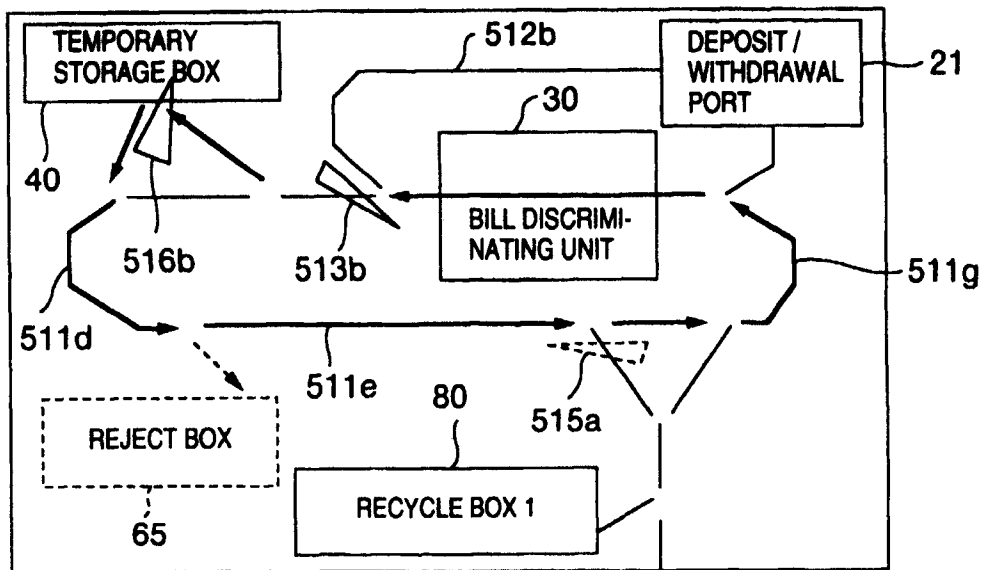 TEMPORARY
STORAGE BOX
512b
DEPOSIT /
WITHDRAWAL
PORT
21
30
40
516b
513b
BILL DISCRIMI-
NATING UNIT
511g
511d
511e
515a
80
REJECT BOX
RECYCLE BOX 1
65